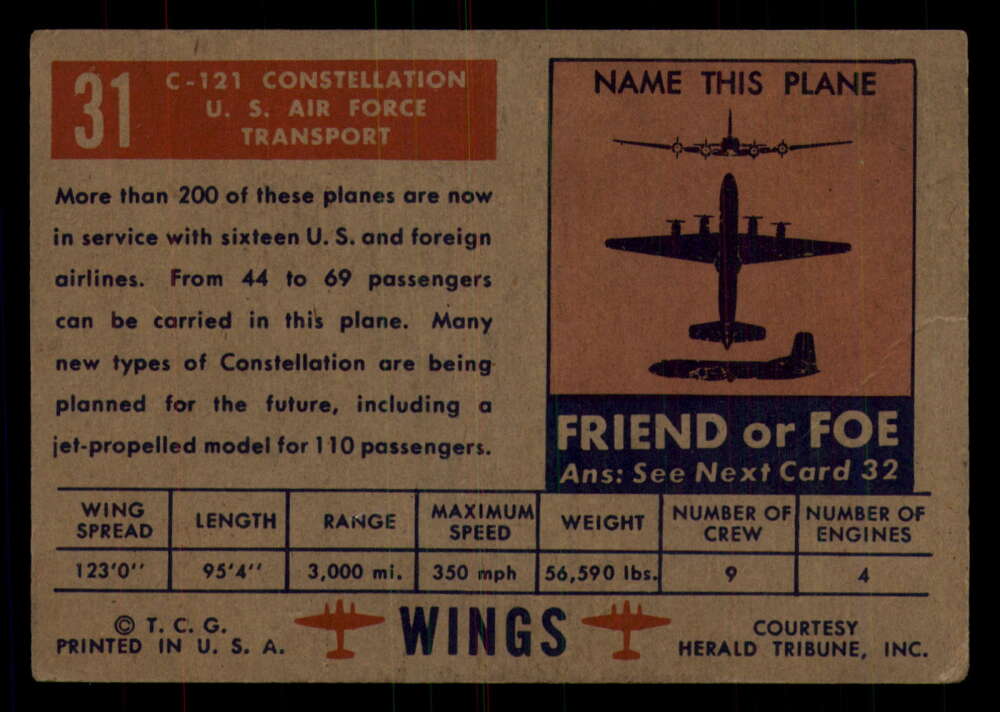 31
C-121 CONSTELLATION
U. S. AIR FORCE
TRANSPORT
More than 200 of these planes are now
in service with sixteen U. S. and foreign
airlines. From 44 to 69 passengers
can be carried in this plane. Many
new types of Constellation are being
planned for the future, including a
jet-propelled model for 110 passengers.
NAME THIS PLANE
FRIEND or FOE
Ans: See Next Card 32
WING SPREAD LENGTH RANGE MAXIMUM SPEED WEIGHT NUMBER OF CREW NUMBER OF ENGINES
123'0'' 95'4'' 3,000 mi. 350 mph 56,590 lbs. 9 4
© T. C. G.
PRINTED IN U. S. A.
WINGS
COURTESY
HERALD TRIBUNE, INC.